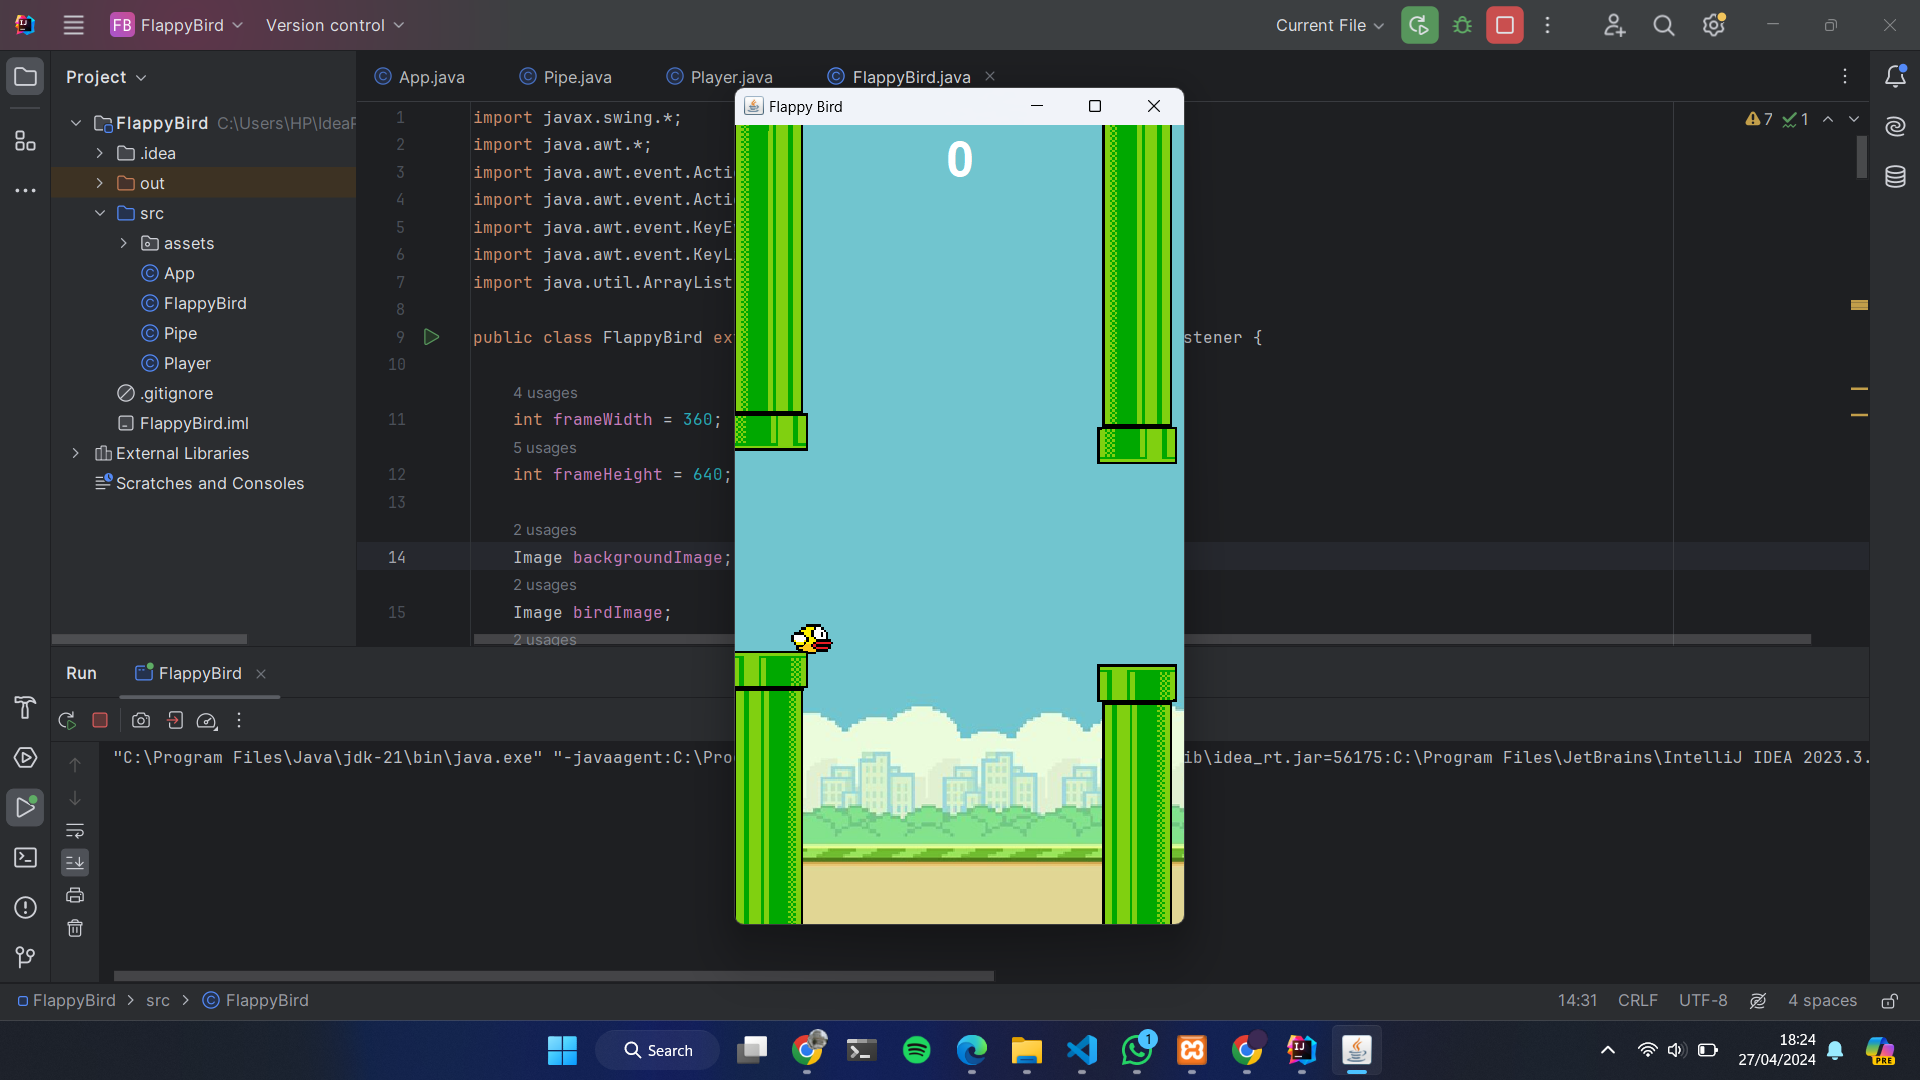 FB FlappyBird Version control Current File
Project
App.java Pipe.java Player.java FlappyBird.java
FlappyBird C:\Users\HP\Idea
.idea
out
src
assets
App
FlappyBird
Pipe
Player
.gitignore
FlappyBird.iml
External Libraries
Scratches and Consoles
1 import javax.swing.*;
2 import java.awt.*;
3 import java.awt.event.Acti
4 import java.awt.event.Acti
5 import java.awt.event.KeyE
6 import java.awt.event.KeyL
7 import java.util.ArrayList
8
9 public class FlappyBird ex stener {
10
4 usages
11 int frameWidth = 360;
5 usages
12 int frameHeight = 640;
13
2 usages
14 Image backgroundImage;
2 usages
15 Image birdImage;
2 usages
7 1
Flappy Bird
0
Run FlappyBird
"C:\Program Files\Java\jdk-21\bin\java.exe" "-javaagent:C:\Pro ib\idea_rt.jar=56175:C:\Program Files\JetBrains\IntelliJ IDEA 2023.3.
FlappyBird > src > FlappyBird
14:31 CRLF UTF-8 4 spaces
Search
1
18:24
27/04/2024
PRE